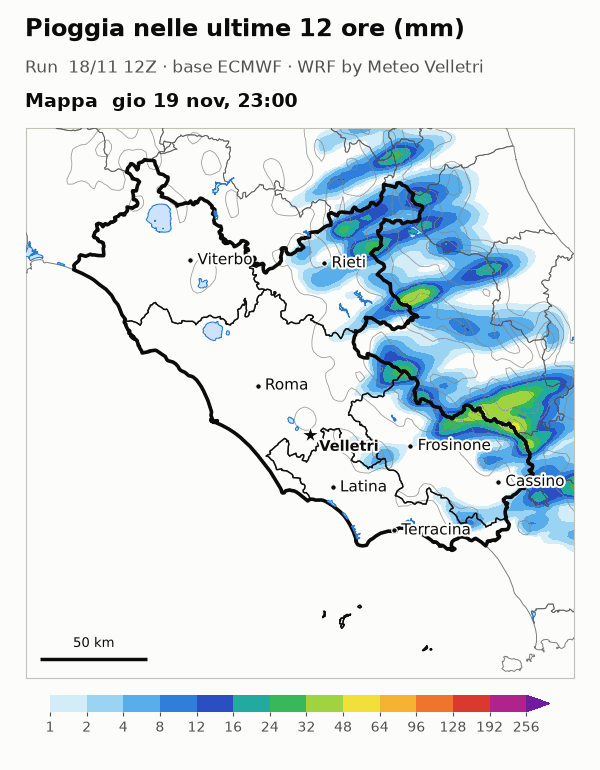 Pioggia nelle ultime 12 ore (mm)
Run  18/11 12Z · base ECMWF · WRF by Meteo Velletri
Mappa  gio 19 nov, 23:00
Viterbo
Rieti
Roma
Velletri
Frosinone
Latina
Cassino
Terracina
50 km
1 2 4 8 12 16 24 32 48 64 96 128 192 256